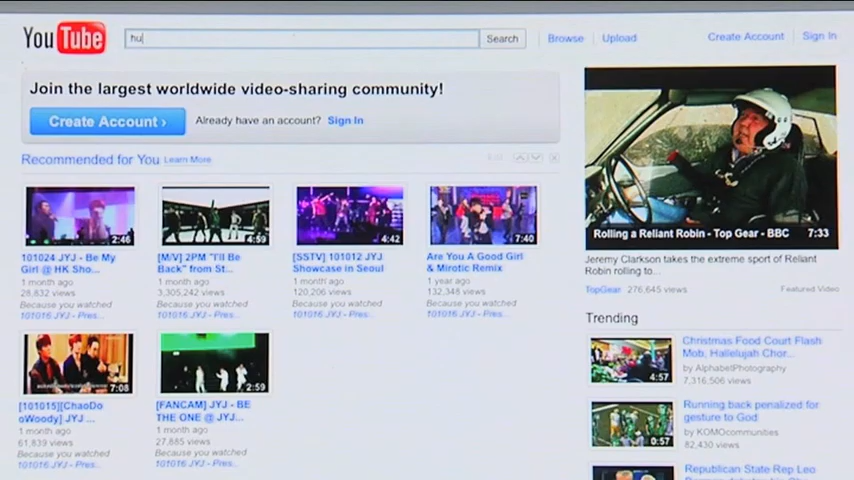 YouTube
hu
Search
Browse
Upload
Create Account
Sign In
Join the largest worldwide video-sharing community!
Create Account ›
Already have an account? Sign In
Recommended for You Learn More
Edit
2:46
101024 JYJ - Be My
Girl @ HK Sho...
1 month ago
28,832 views
Because you watched
101016 JYJ - Pres...
4:59
[M/V] 2PM "I'll Be
Back" from St...
1 month ago
3,305,242 views
Because you watched
101016 JYJ - Pres...
4:42
[SSTV] 101012 JYJ
Showcase in Seoul
1 month ago
120,206 views
Because you watched
101016 JYJ - Pres...
7:40
Are You A Good Girl
& Mirotic Remix
1 year ago
132,348 views
Because you watched
101016 JYJ - Pres...
7:08
[101015][ChaoDo
oWoody] JYJ ...
1 month ago
61,839 views
Because you watched
101016 JYJ - Pres...
2:59
[FANCAM] JYJ - BE
THE ONE @ JYJ...
1 month ago
27,885 views
Because you watched
101016 JYJ - Pres...
Rolling a Reliant Robin - Top Gear - BBC 7:33
Jeremy Clarkson takes the extreme sport of Reliant
Robin rolling to...
TopGear 276,645 views
Featured Video
Trending
4:57
Christmas Food Court Flash
Mob, Hallelujah Chor...
by AlphabetPhotography
7,316,506 views
0:57
Running back penalized for
gesture to God
by KOMOcommunities
82,430 views
Republican State Rep Leo